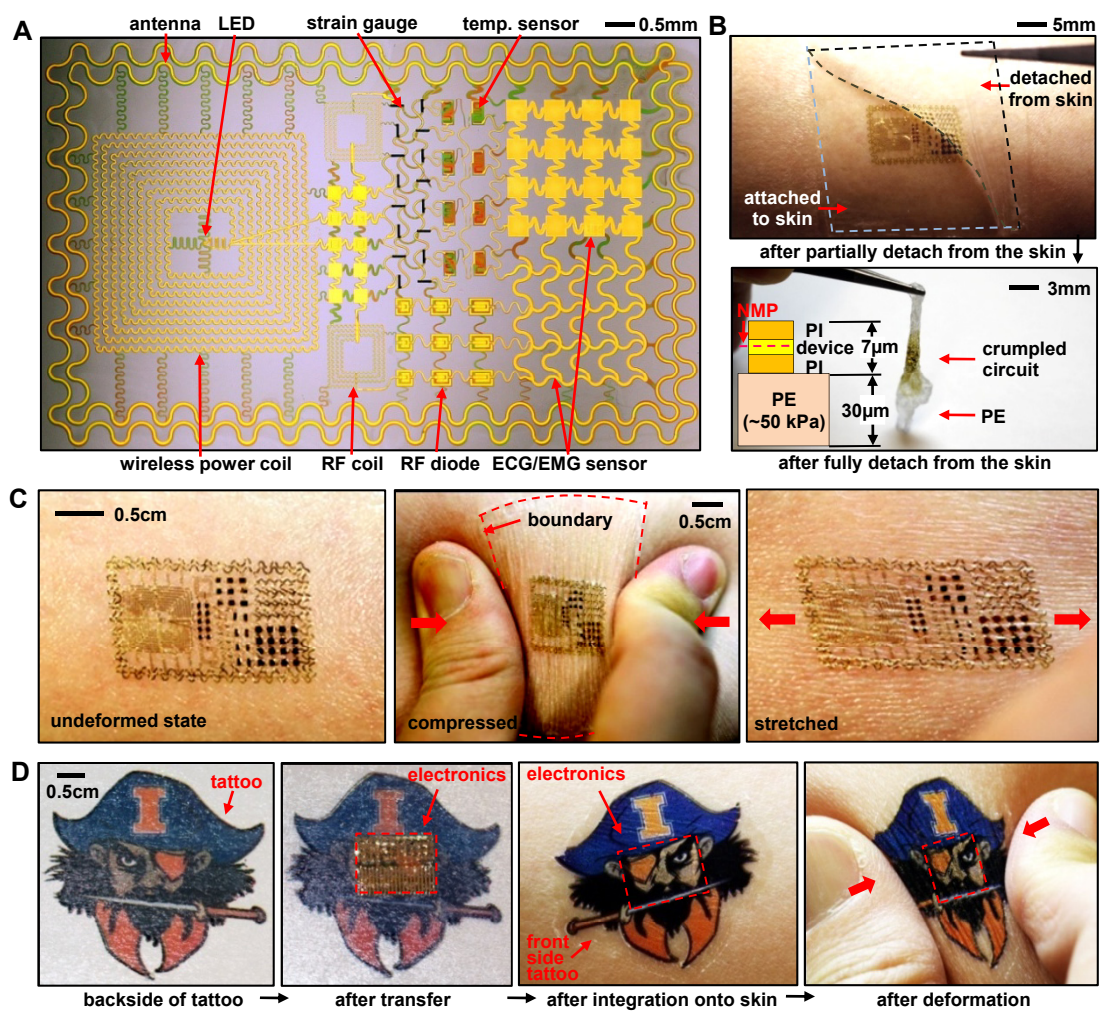 A
antenna
LED
strain gauge
temp. sensor
0.5mm
wireless power coil
RF coil
RF diode
ECG/EMG sensor
B
5mm
detached
from skin
attached
to skin
after partially detach from the skin
3mm
NMP
PI
device
PI
7μm
PE
(~50 kPa)
30μm
crumpled
circuit
PE
after fully detach from the skin
C
0.5cm
undeformed state
boundary
0.5cm
compressed
stretched
D
0.5cm
tattoo
I
backside of tattoo
electronics
I
after transfer
electronics
I
front
side
tattoo
after integration onto skin
I
after deformation